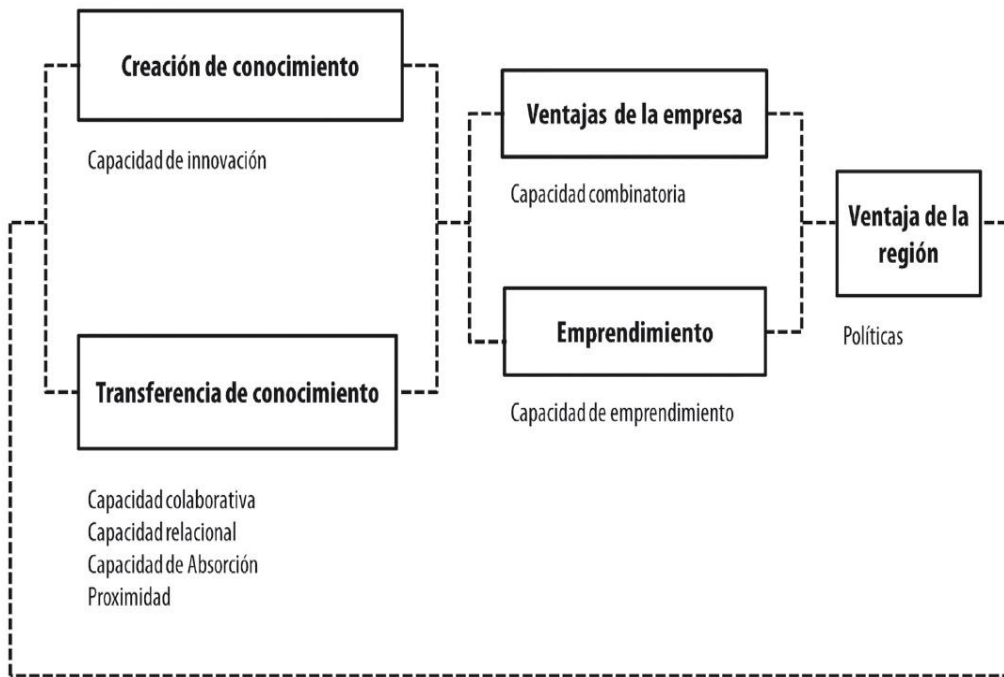 Creación de conocimiento
Capacidad de innovación
Transferencia de conocimiento
Capacidad colaborativa
Capacidad relacional
Capacidad de Absorción
Proximidad
Ventajas de la empresa
Capacidad combinatoria
Emprendimiento
Capacidad de emprendimiento
Ventaja de la
región
Políticas